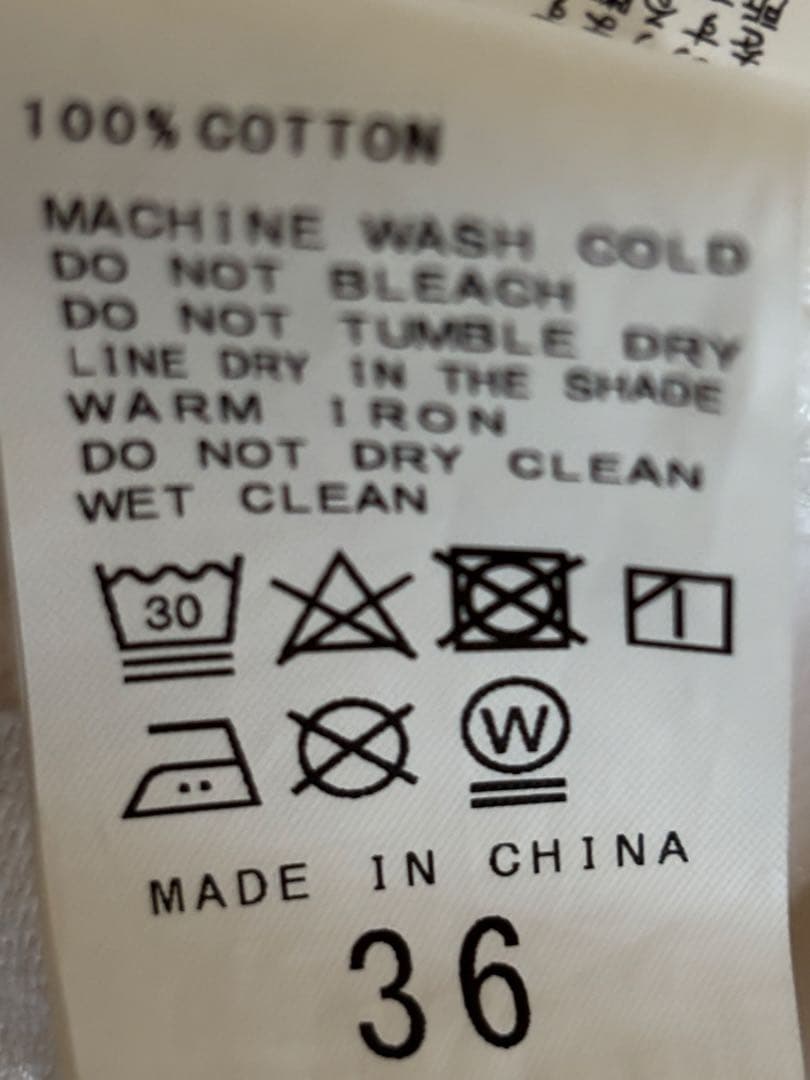 100% COTTON
MACHINE WASH COLD
DO NOT BLEACH
DO NOT TUMBLE DRY
LINE DRY IN THE SHADE
WARM IRON
DO NOT DRY CLEAN
WET CLEAN
30
W
MADE IN CHINA
36